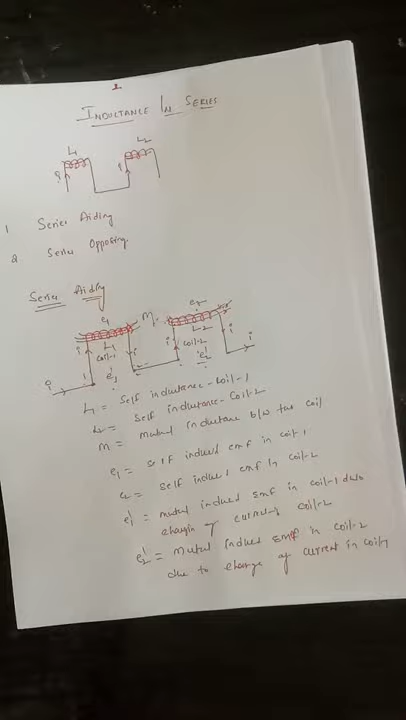 1
INDUCTANCE IN SERIES
L1 L2
1 Series Aiding
2 Series Opposing
Series Aiding
e1 M e2
L1 L2
i coil-1 i i coil-2 i i
e1' e2'
L1 = Self inductance - Coil-1
L2 = Self inductance - Coil-2
m = mutual inductance b/w two coil
e1 = self induced emf in coil-1
e2 = self induced emf in coil-2
e1' = mutual induced emf in coil-1 due
changin of current coil-2
e2' = mutual induced emf in coil-2
due to change of current in coil-1